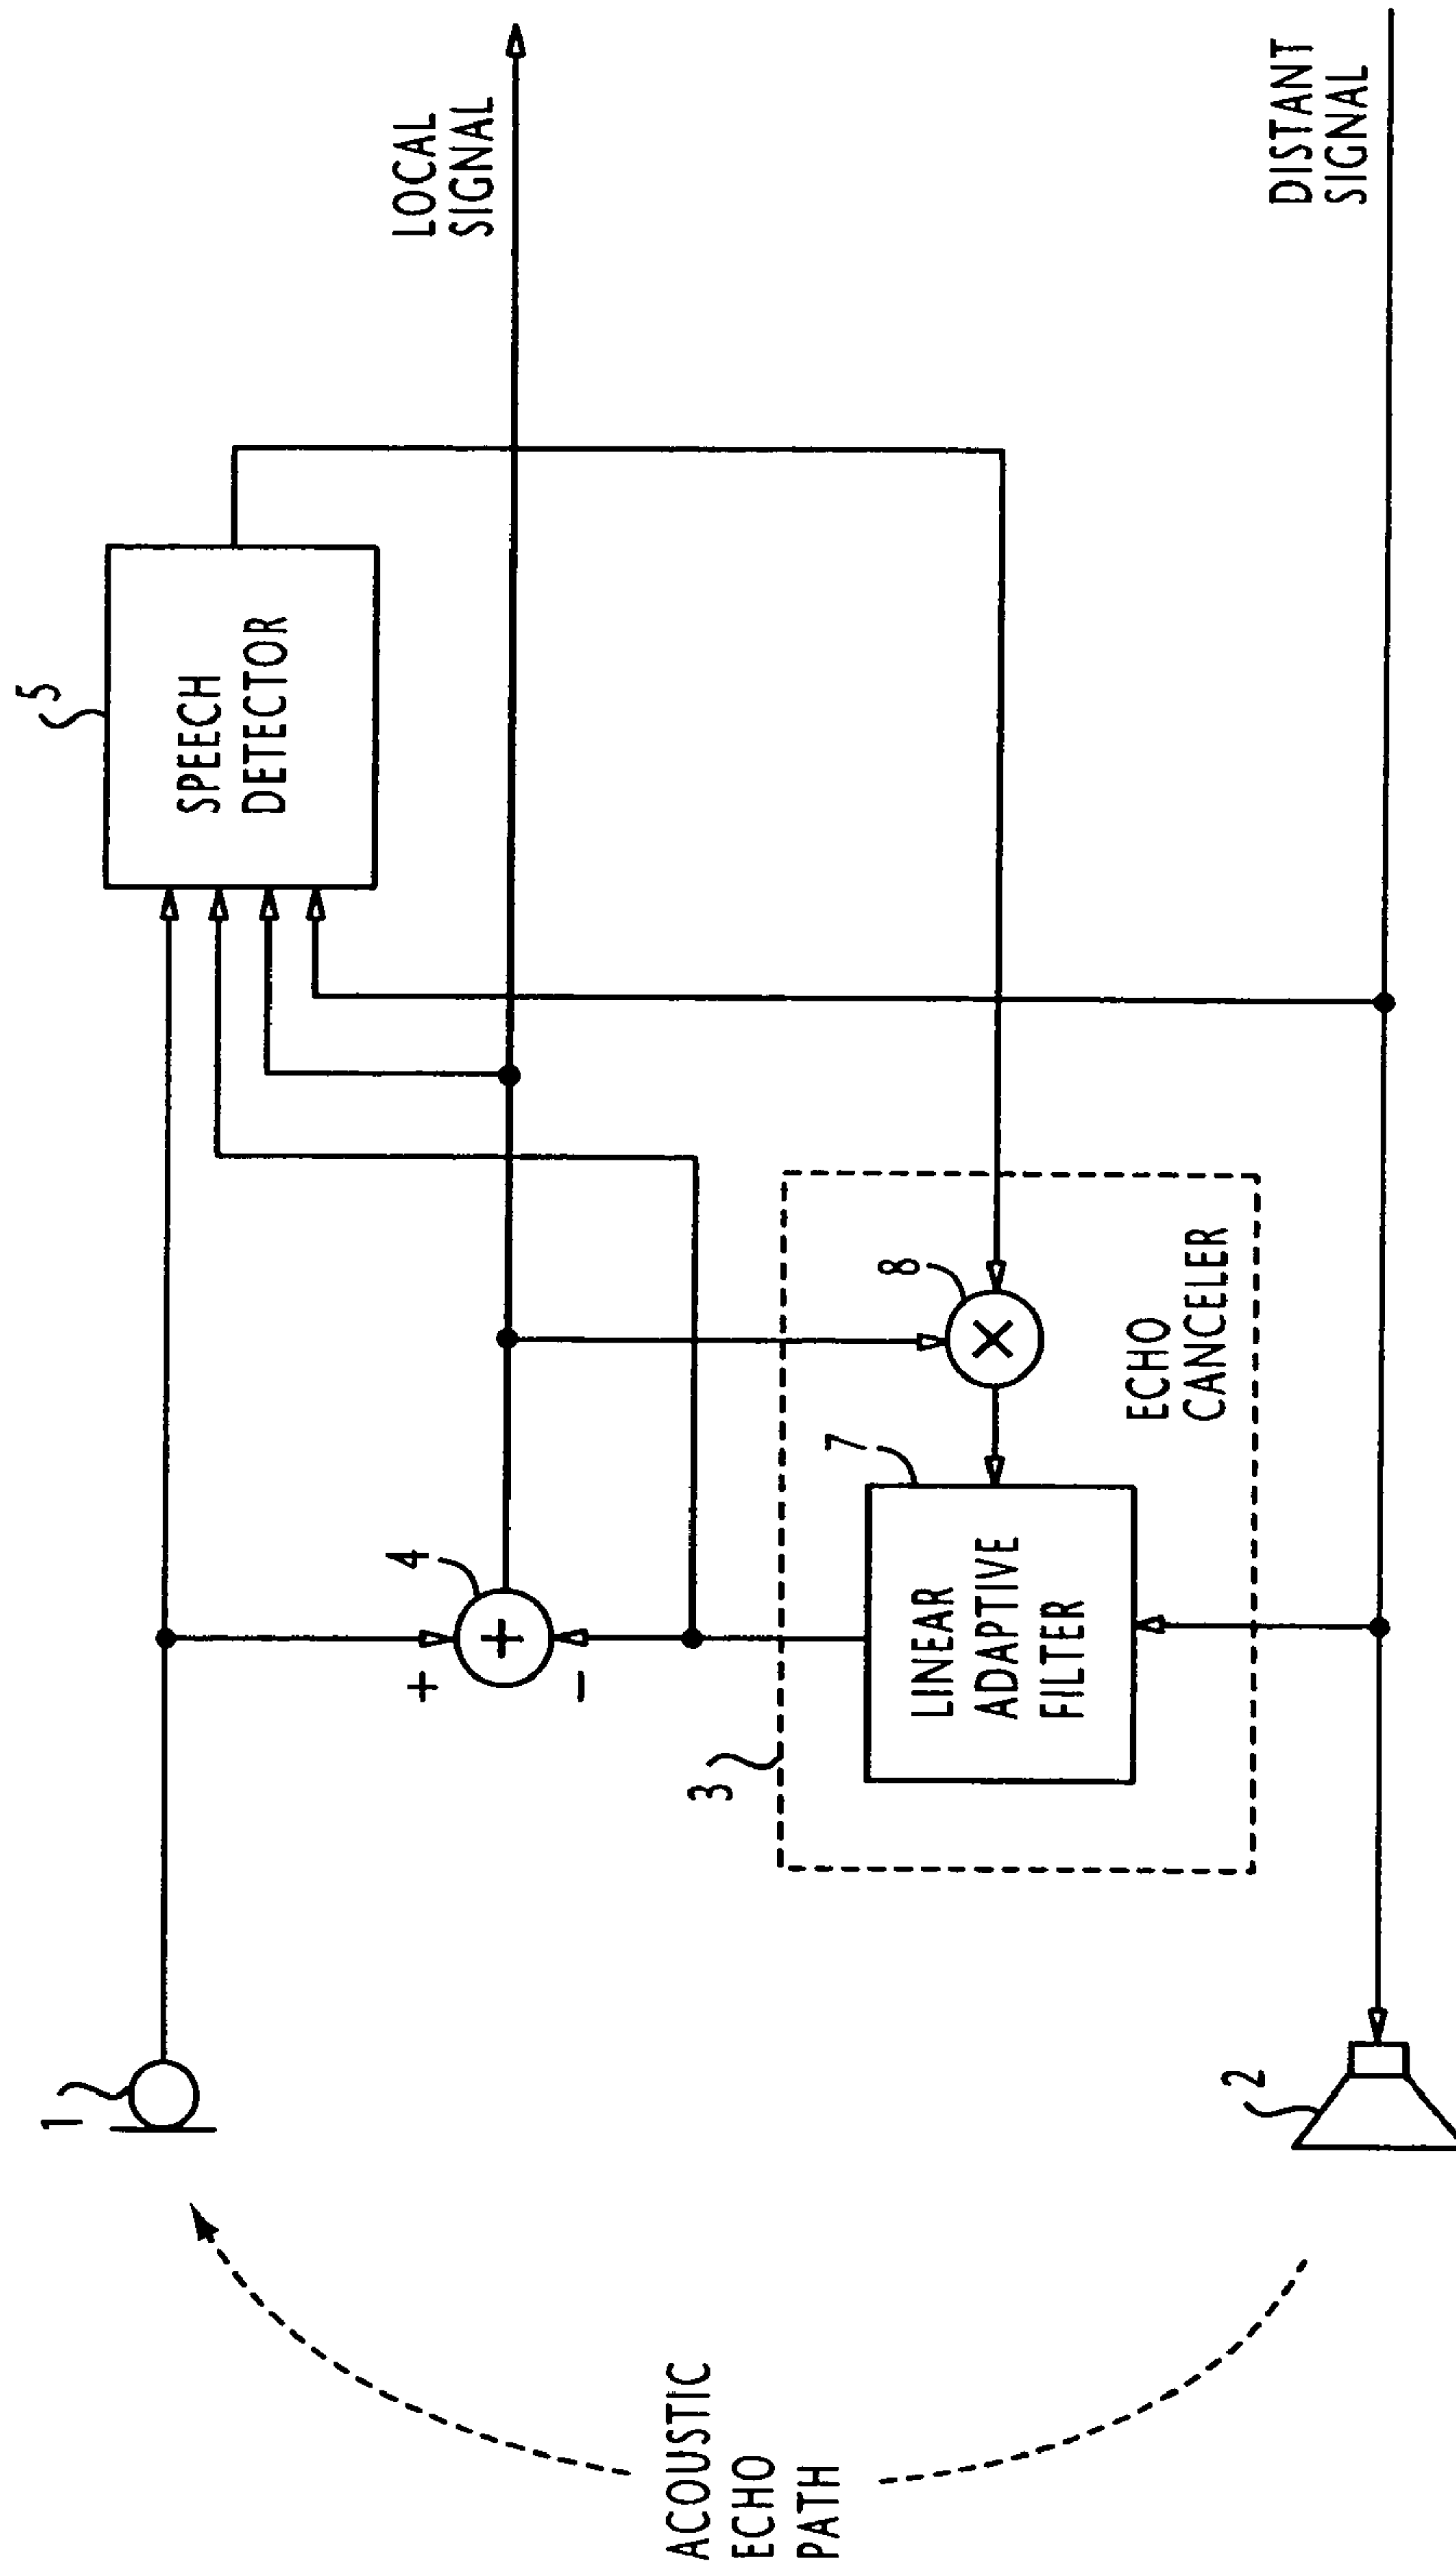 1
5
SPEECH
DETECTOR
LOCAL
SIGNAL
4
+
+
−
3
7
LINEAR
ADAPTIVE
FILTER
8
×
ECHO
CANCELER
ACOUSTIC
ECHO
PATH
2
DISTANT
SIGNAL